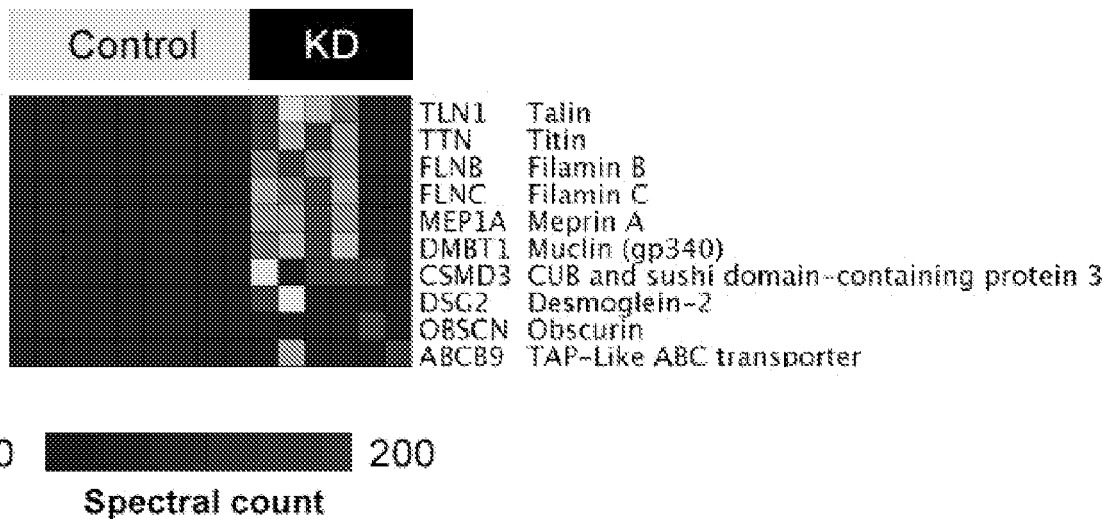 Control KD
TLN1 Talin
TTN Titin
FLNB Filamin B
FLNC Filamin C
MEP1A Meprin A
DMBT1 Muclin (gp340)
CSMD3 CUB and sushi domain-containing protein 3
DSG2 Desmoglein-2
OBSCN Obscurin
ABCB9 TAP-Like ABC transporter
0 200
Spectral count